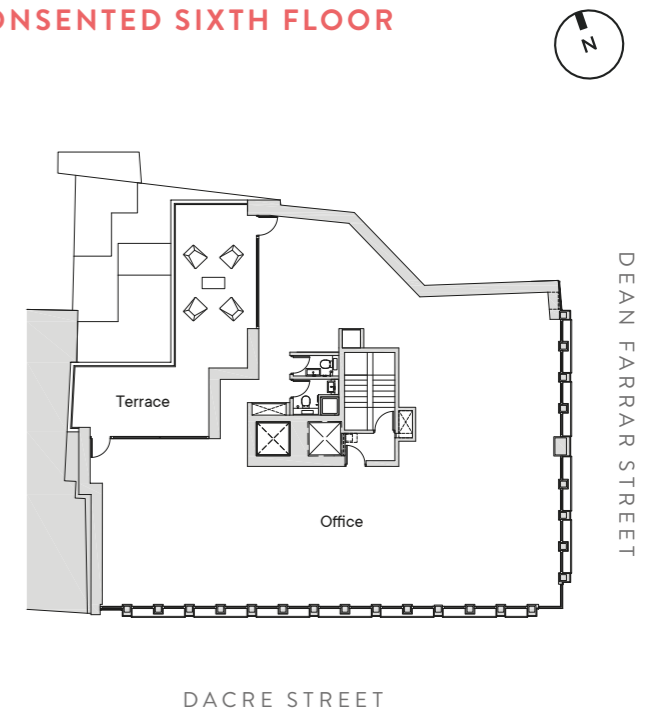 ONSENTED SIXTH FLOOR
N
DEAN FARRAR STREET
Terrace
Office
DACRE STREET